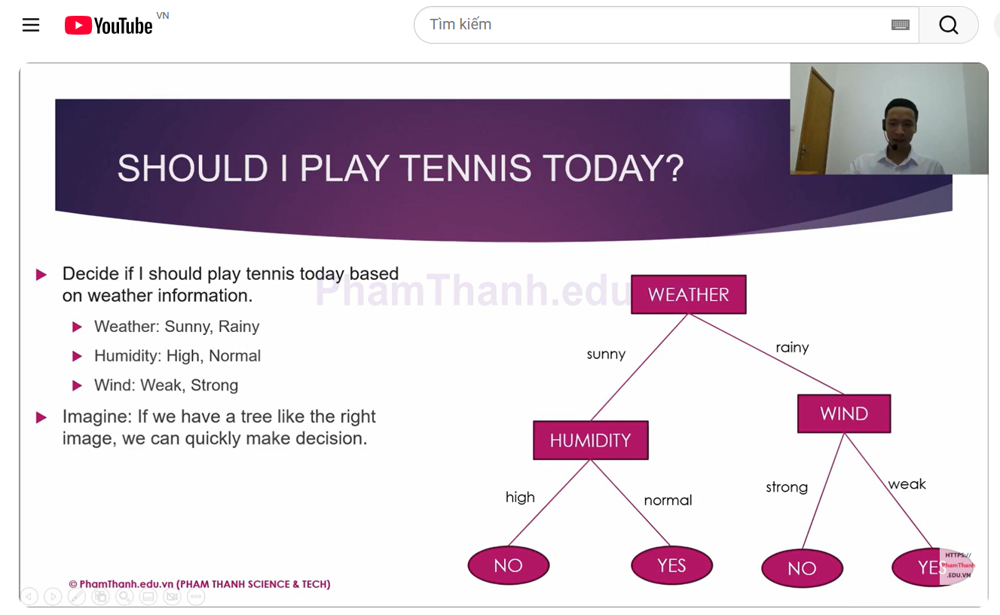 YouTube VN
Tìm kiếm
SHOULD I PLAY TENNIS TODAY?
Decide if I should play tennis today based
on weather information.
Weather: Sunny, Rainy
Humidity: High, Normal
Wind: Weak, Strong
Imagine: If we have a tree like the right
image, we can quickly make decision.
PhamThanh.edu
WEATHER
sunny
rainy
WIND
HUMIDITY
high
normal
strong
weak
NO
YES
NO
YES
HTTPS://
PhamThanh
.EDU.VN
© PhamThanh.edu.vn (PHAM THANH SCIENCE & TECH)